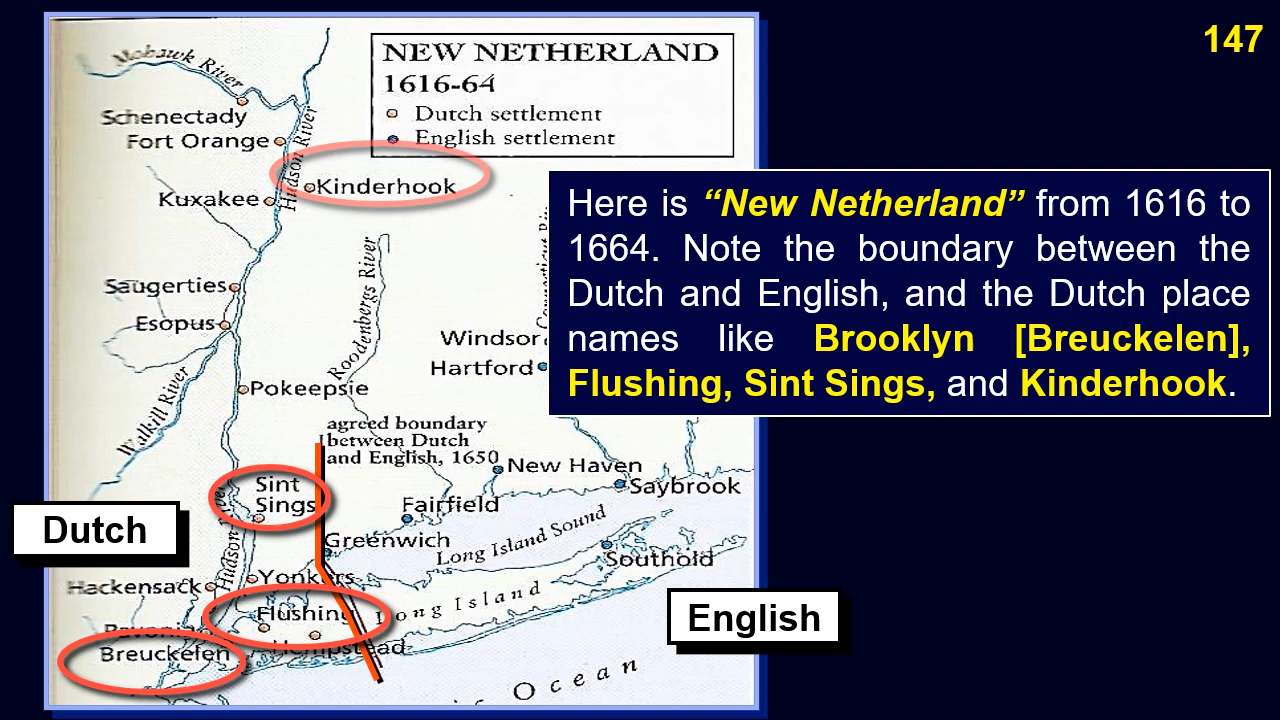 147
NEW NETHERLAND
1616-64
Dutch settlement
English settlement
Mohawk River
Schenectady
Fort Orange
Hudson River
Kinderhook
Kuxakee
Here is “New Netherland” from 1616 to
1664. Note the boundary between the
Dutch and English, and the Dutch place
names like Brooklyn [Breuckelen],
Flushing, Sint Sings, and Kinderhook.
Saugerties
Roodenbergs River
Esopus
Windsor
Hartford
Pokeepsie
Walkill River
agreed boundary
between Dutch
and English, 1650
New Haven
Saybrook
Sint
Sings
Fairfield
Dutch
Greenwich
Long Island Sound
Southold
Hudson River
Hackensack
Yonkers
Long Island
Flushing
English
Hempstead
Breuckelen
Ocean